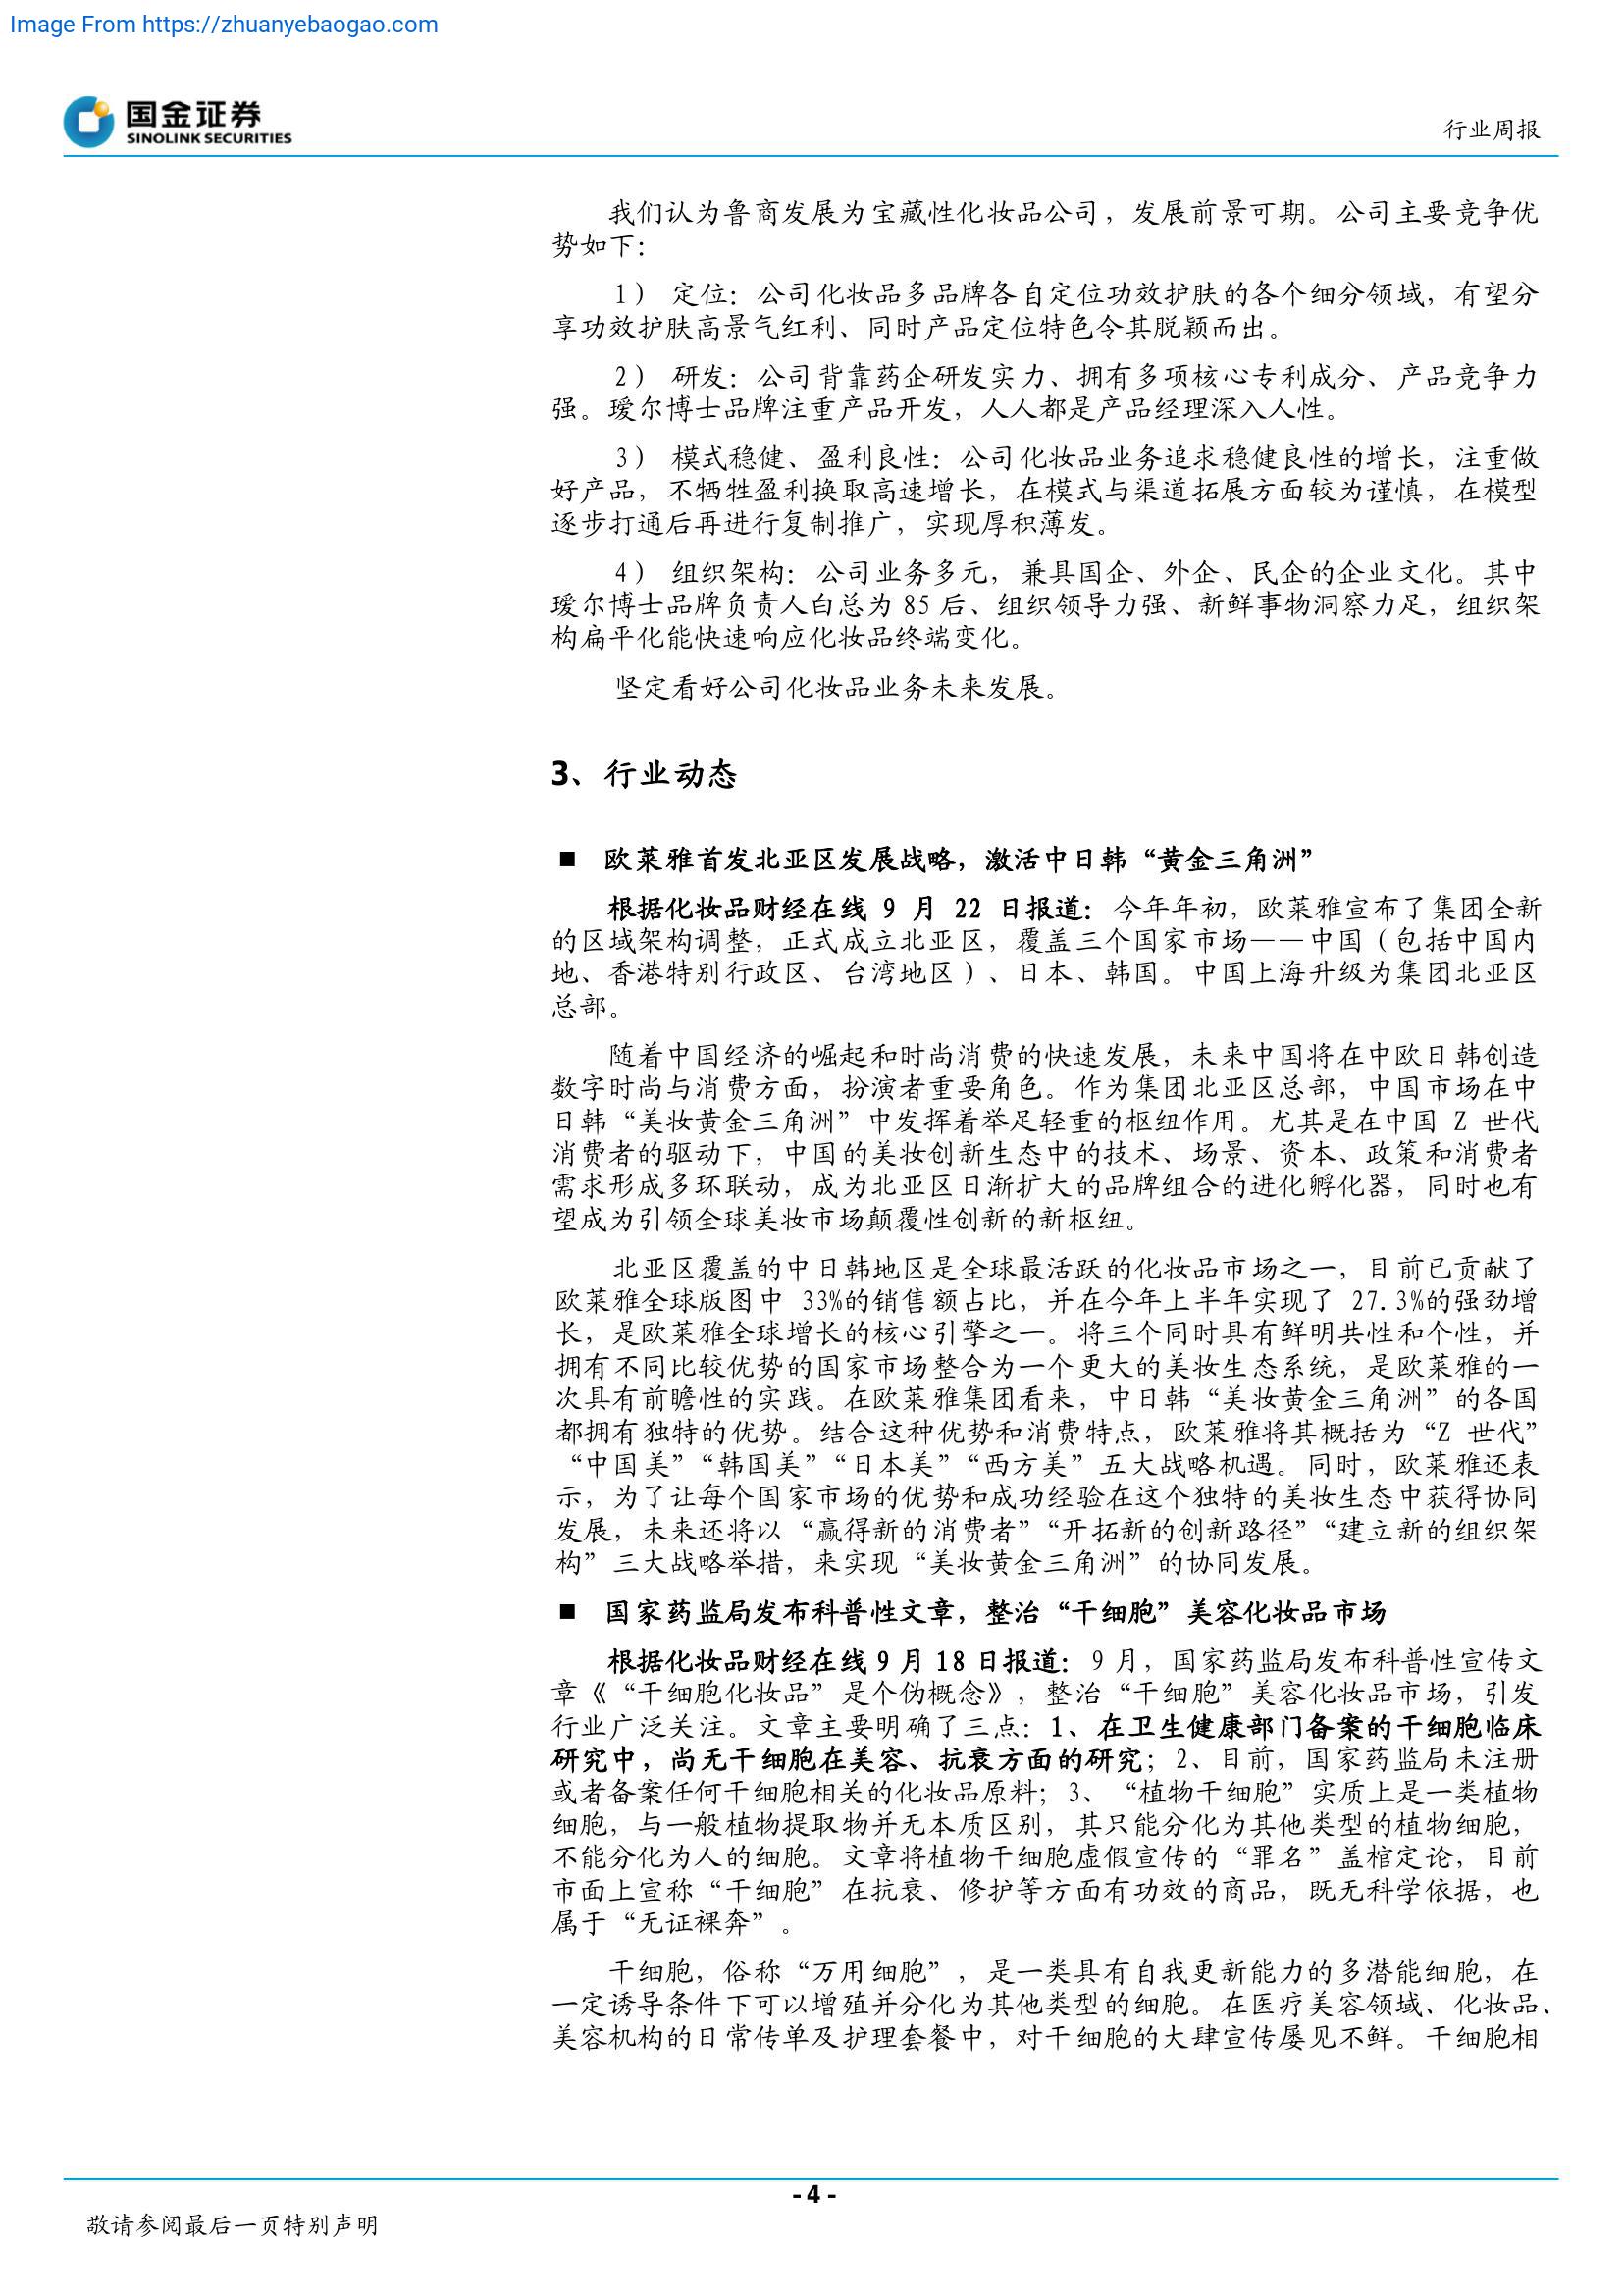 Image From https://zhuanyebaogao.com
国金证券
SINOLINK SECURITIES
行业周报
我们认为鲁商发展为宝藏性化妆品公司，发展前景可期。公司主要竞争优
势如下：
1） 定位：公司化妆品多品牌各自定位功效护肤的各个细分领域，有望分
享功效护肤高景气红利、同时产品定位特色令其脱颖而出。
2） 研发：公司背靠药企研发实力、拥有多项核心专利成分、产品竞争力
强。瑷尔博士品牌注重产品开发，人人都是产品经理深入人性。
3） 模式稳健、盈利良性：公司化妆品业务追求稳健良性的增长，注重做
好产品，不牺牲盈利换取高速增长，在模式与渠道拓展方面较为谨慎，在模型
逐步打通后再进行复制推广，实现厚积薄发。
4） 组织架构：公司业务多元，兼具国企、外企、民企的企业文化。其中
瑷尔博士品牌负责人白总为 85 后、组织领导力强、新鲜事物洞察力足，组织架
构扁平化能快速响应化妆品终端变化。
坚定看好公司化妆品业务未来发展。
3、行业动态
■ 欧莱雅首发北亚区发展战略，激活中日韩“黄金三角洲”
根据化妆品财经在线 9 月 22 日报道：今年年初，欧莱雅宣布了集团全新
的区域架构调整，正式成立北亚区，覆盖三个国家市场——中国（包括中国内
地、香港特别行政区、台湾地区）、日本、韩国。中国上海升级为集团北亚区
总部。
随着中国经济的崛起和时尚消费的快速发展，未来中国将在中欧日韩创造
数字时尚与消费方面，扮演者重要角色。作为集团北亚区总部，中国市场在中
日韩“美妆黄金三角洲”中发挥着举足轻重的枢纽作用。尤其是在中国 Z 世代
消费者的驱动下，中国的美妆创新生态中的技术、场景、资本、政策和消费者
需求形成多环联动，成为北亚区日渐扩大的品牌组合的进化孵化器，同时也有
望成为引领全球美妆市场颠覆性创新的新枢纽。
北亚区覆盖的中日韩地区是全球最活跃的化妆品市场之一，目前已贡献了
欧莱雅全球版图中 33%的销售额占比，并在今年上半年实现了 27.3%的强劲增
长，是欧莱雅全球增长的核心引擎之一。将三个同时具有鲜明共性和个性，并
拥有不同比较优势的国家市场整合为一个更大的美妆生态系统，是欧莱雅的一
次具有前瞻性的实践。在欧莱雅集团看来，中日韩“美妆黄金三角洲”的各国
都拥有独特的优势。结合这种优势和消费特点，欧莱雅将其概括为“Z 世代”
“中国美”“韩国美”“日本美”“西方美”五大战略机遇。同时，欧莱雅还表
示，为了让每个国家市场的优势和成功经验在这个独特的美妆生态中获得协同
发展，未来还将以“赢得新的消费者”“开拓新的创新路径”“建立新的组织架
构”三大战略举措，来实现“美妆黄金三角洲”的协同发展。
■ 国家药监局发布科普性文章，整治“干细胞”美容化妆品市场
根据化妆品财经在线 9 月 18 日报道：9 月，国家药监局发布科普性宣传文
章《“干细胞化妆品”是个伪概念》，整治“干细胞”美容化妆品市场，引发
行业广泛关注。文章主要明确了三点：1、在卫生健康部门备案的干细胞临床
研究中，尚无干细胞在美容、抗衰方面的研究；2、目前，国家药监局未注册
或者备案任何干细胞相关的化妆品原料；3、“植物干细胞”实质上是一类植物
细胞，与一般植物提取物并无本质区别，其只能分化为其他类型的植物细胞，
不能分化为人的细胞。文章将植物干细胞虚假宣传的“罪名”盖棺定论，目前
市面上宣称“干细胞”在抗衰、修护等方面有功效的商品，既无科学依据，也
属于“无证裸奔”。
干细胞，俗称“万用细胞”，是一类具有自我更新能力的多潜能细胞，在
一定诱导条件下可以增殖并分化为其他类型的细胞。在医疗美容领域、化妆品、
美容机构的日常传单及护理套餐中，对干细胞的大肆宣传屡见不鲜。干细胞相
- 4 -
敬请参阅最后一页特别声明